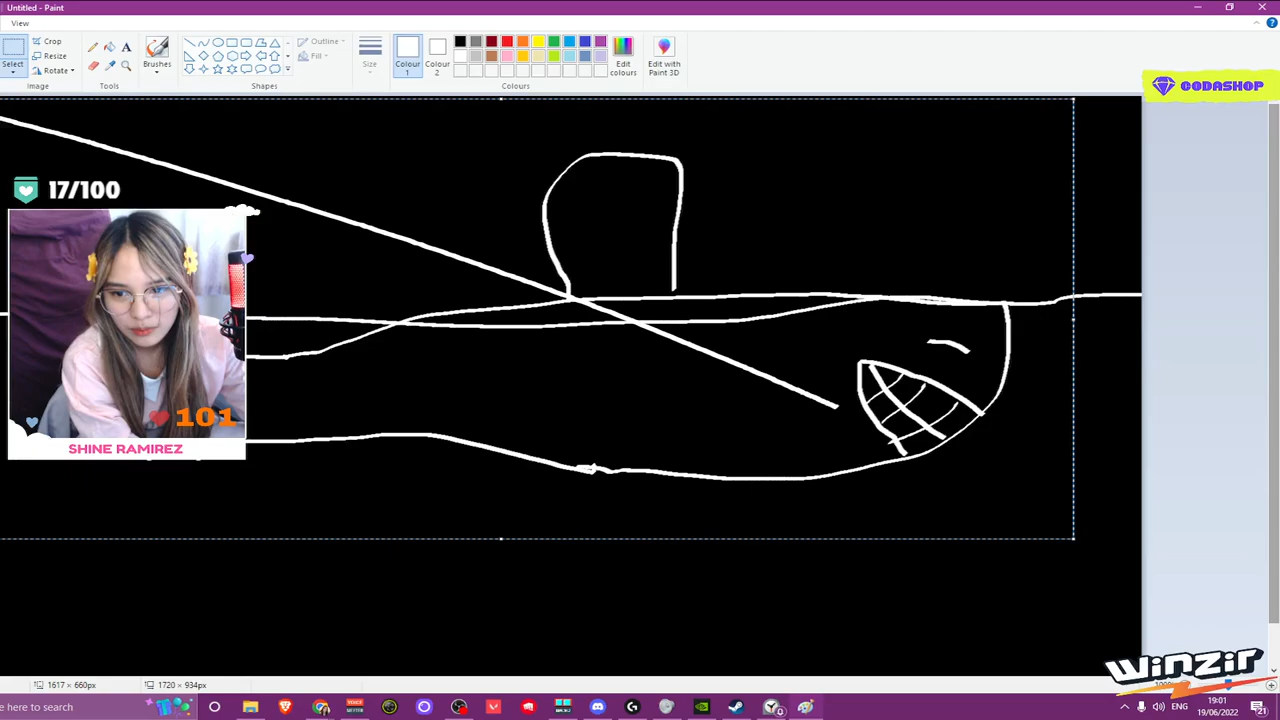 Untitled - Paint
View
Crop
Resize
Rotate
Select
Image
A
Tools
Brushes
Outline
Fill
Shapes
Size
Colour 1
Colour 2
Edit colours
Edit with Paint 3D
Colours
CODASHOP
17/100
101
SHINE RAMIREZ
winzir
1617 × 660px
1720 × 934px
100%
e here to search
ENG
19:01
19/06/2022
21